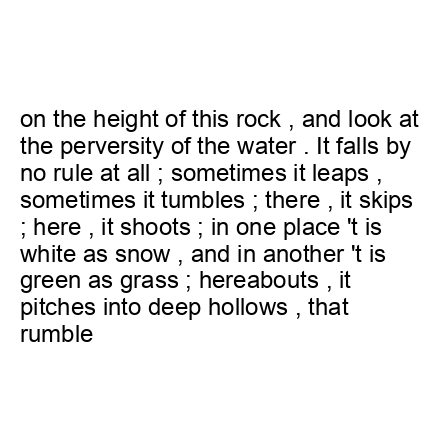 on the height of this rock , and look at
the perversity of the water . It falls by
no rule at all ; sometimes it leaps ,
sometimes it tumbles ; there , it skips
; here , it shoots ; in one place 't is
white as snow , and in another 't is
green as grass ; hereabouts , it
pitches into deep hollows , that
rumble